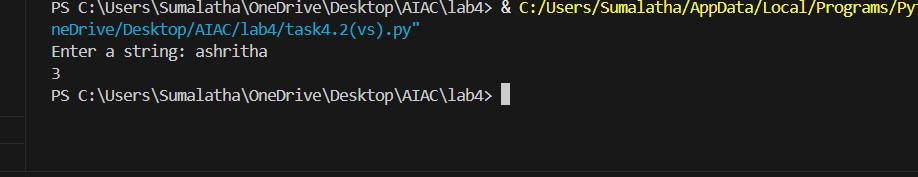 PS C:\Users\Sumalatha\OneDrive\Desktop\AIAC\lab4> & C:/Users/Sumalatha/AppData/Local/Programs/Py
neDrive/Desktop/AIAC/lab4/task4.2(vs).py"
Enter a string: ashritha
3
PS C:\Users\Sumalatha\OneDrive\Desktop\AIAC\lab4>